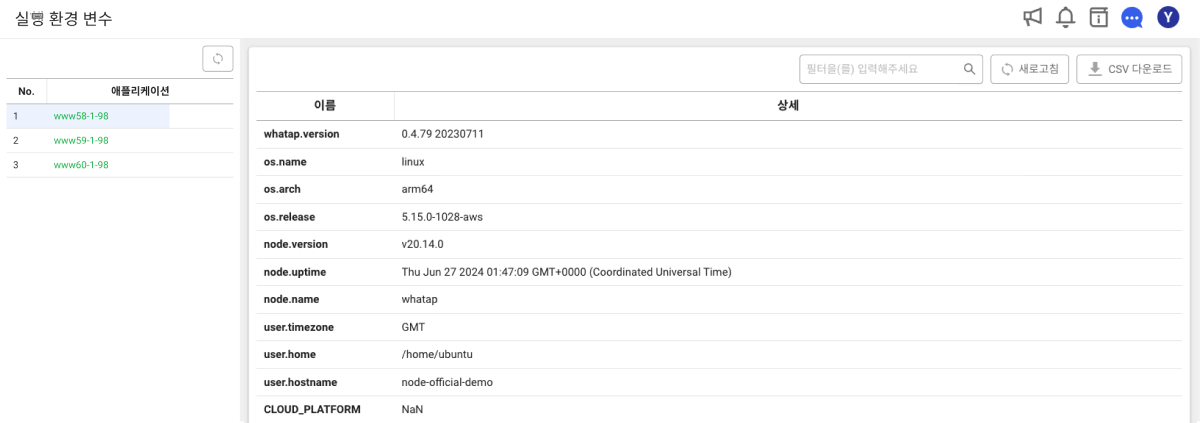 실행 환경 변수
Y
No. 애플리케이션
1 www58-1-98
2 www59-1-98
3 www60-1-98
필터을(를) 입력해주세요 새로고침 CSV 다운로드
이름 상세
whatap.version 0.4.79 20230711
os.name linux
os.arch arm64
os.release 5.15.0-1028-aws
node.version v20.14.0
node.uptime Thu Jun 27 2024 01:47:09 GMT+0000 (Coordinated Universal Time)
node.name whatap
user.timezone GMT
user.home /home/ubuntu
user.hostname node-official-demo
CLOUD_PLATFORM NaN